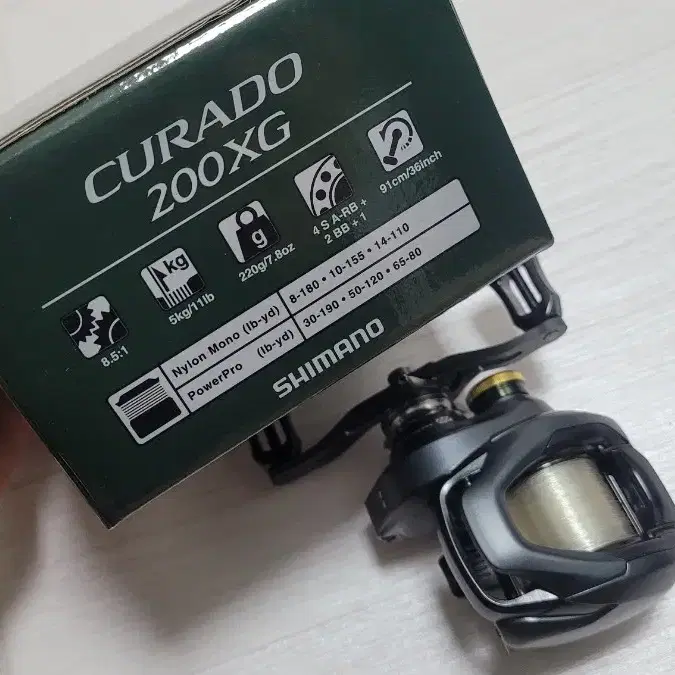 CURADO
200XG
8.5:1
kg
5kg/11lb
g
220g/7.8oz
4 S A-RB +
2 BB + 1
91cm/36inch
Nylon Mono (lb-yd) 8-180 • 10-155 • 14-110
PowerPro (lb-yd) 30-190 • 50-120 • 65-80
SHIMANO